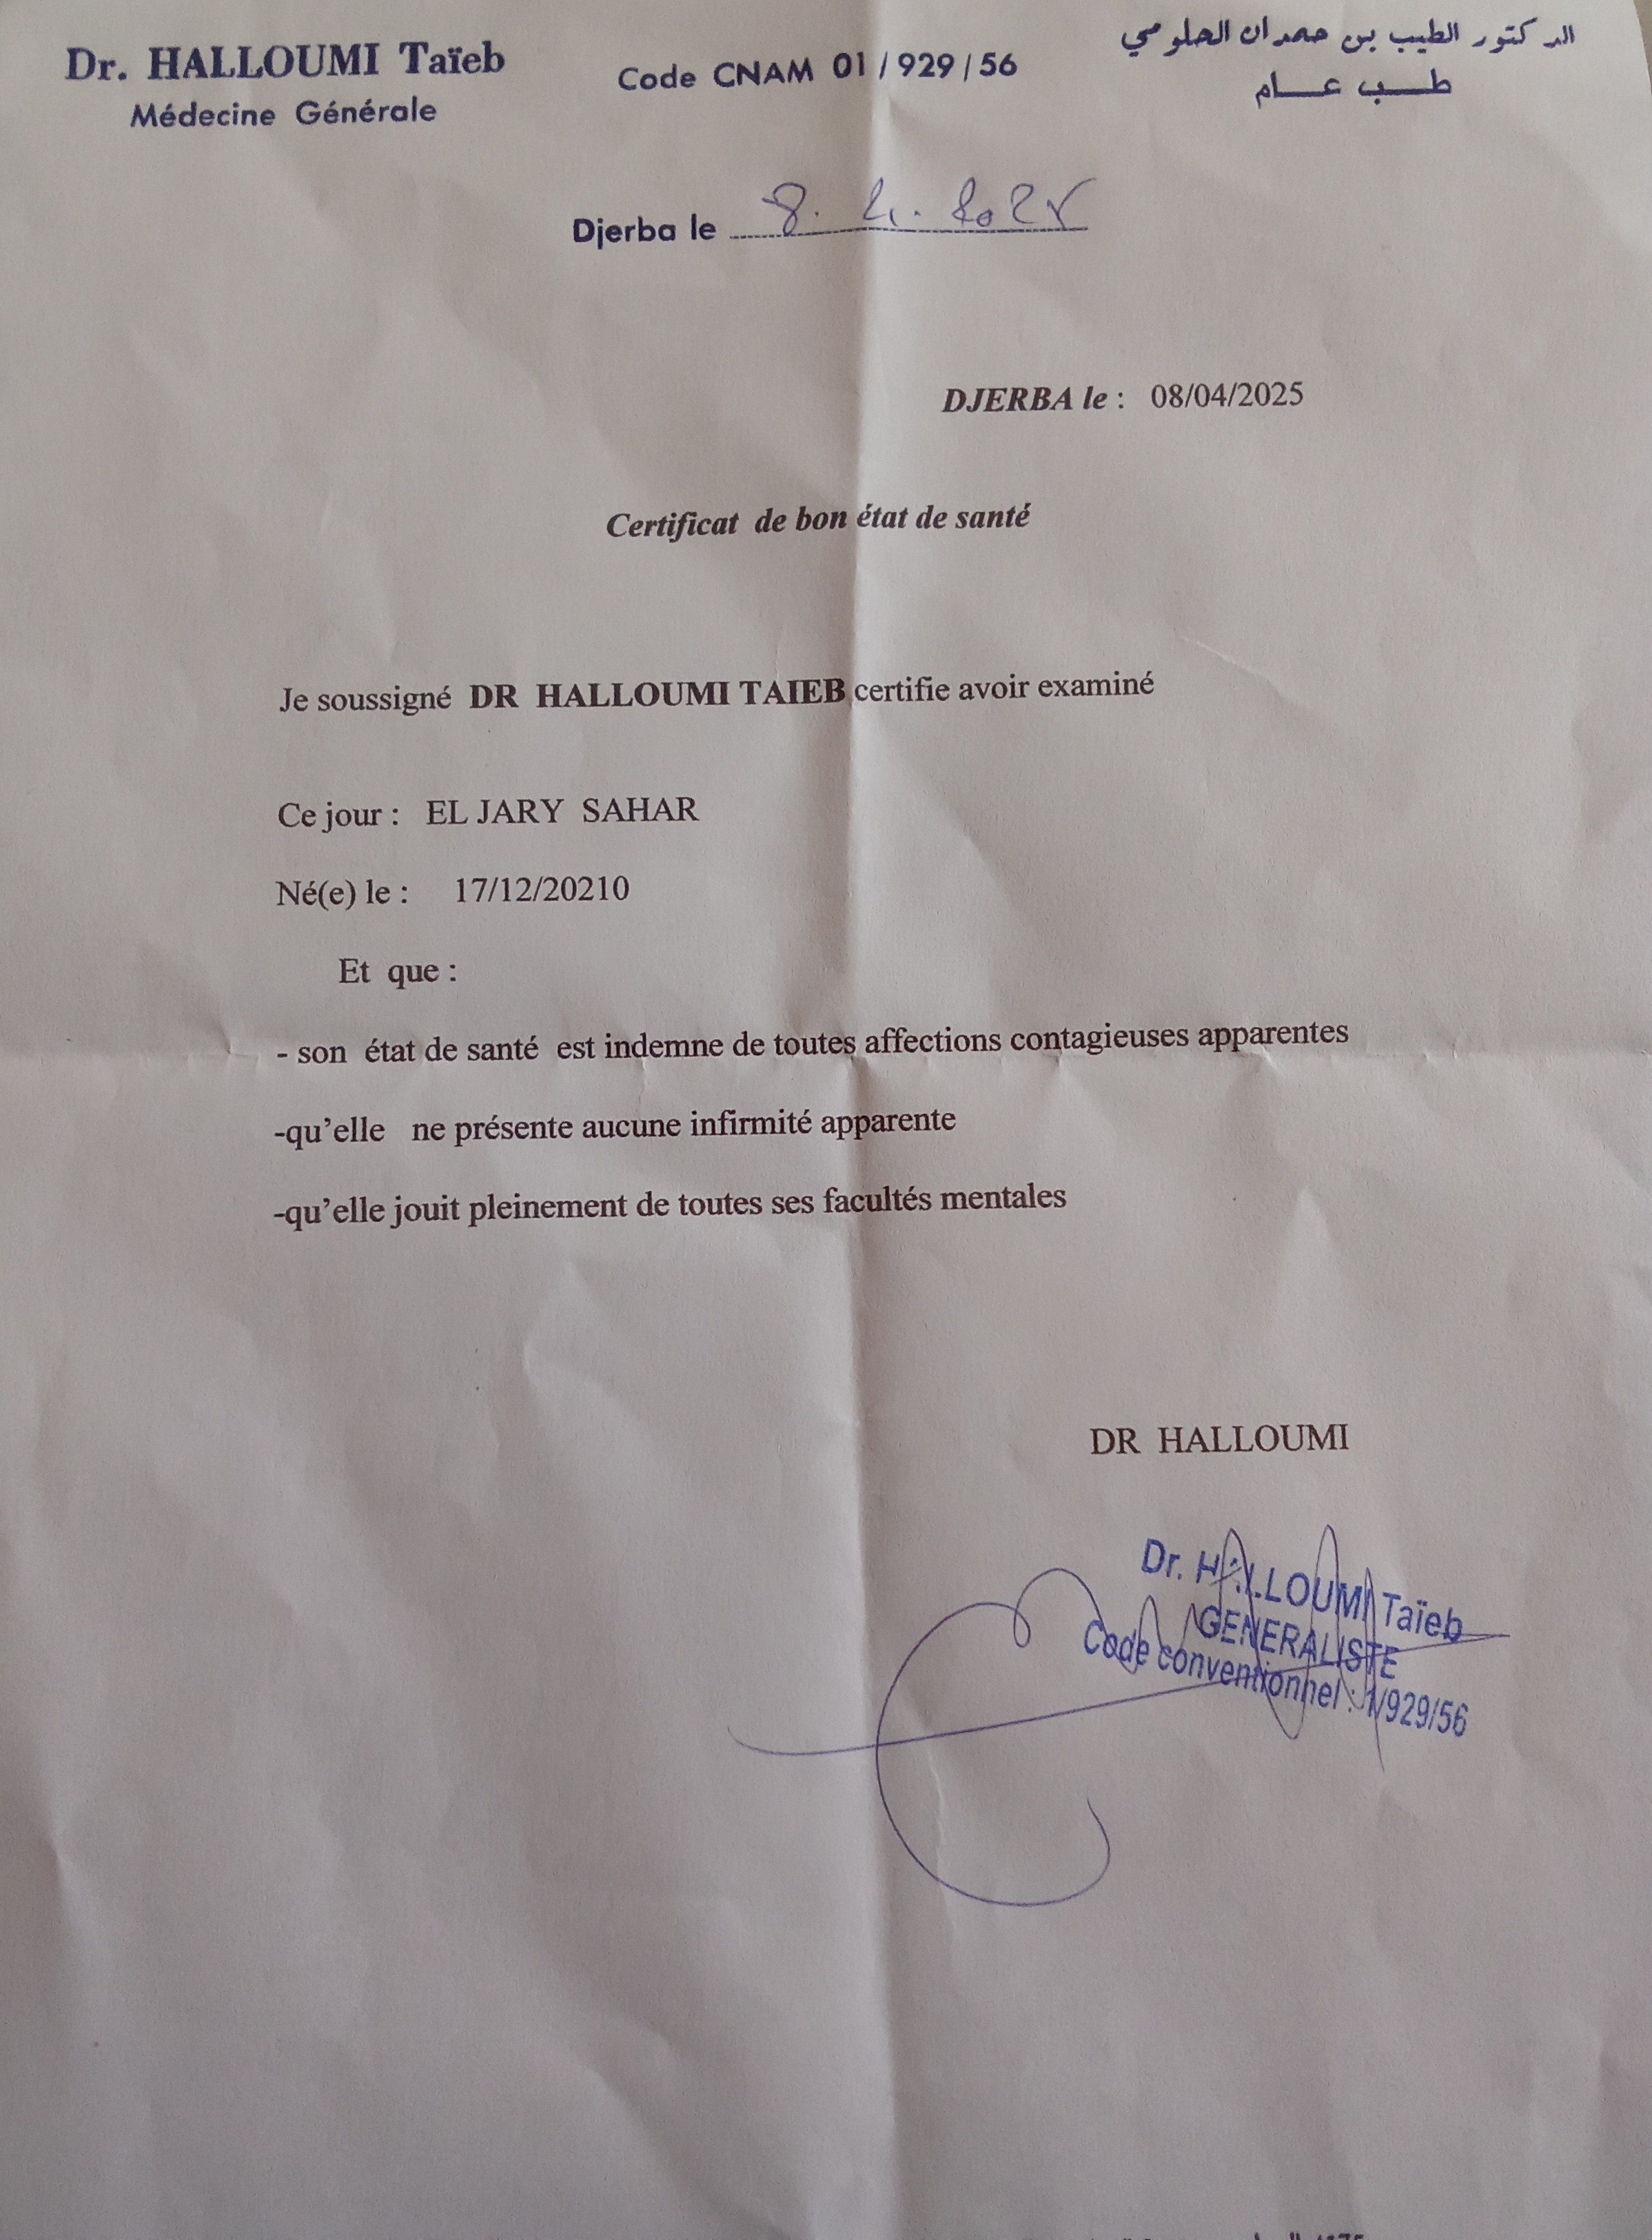 Dr. HALLOUMI Taïeb
Médecine Générale
Code CNAM 01/929/56
الدكتور الطيب بن حمدان الحلومي
طب عام
Djerba le 8. 4. 2025
DJERBA le : 08/04/2025
Certificat de bon état de santé
Je soussigné DR HALLOUMI TAIEB certifie avoir examiné
Ce jour : EL JARY SAHAR
Né(e) le : 17/12/20210
Et que :
- son état de santé est indemne de toutes affections contagieuses apparentes
-qu’elle ne présente aucune infirmité apparente
-qu’elle jouit pleinement de toutes ses facultés mentales
DR HALLOUMI
Dr. HALLOUMI Taïeb
GENERALISTE
Code conventionnel : 1/929/56